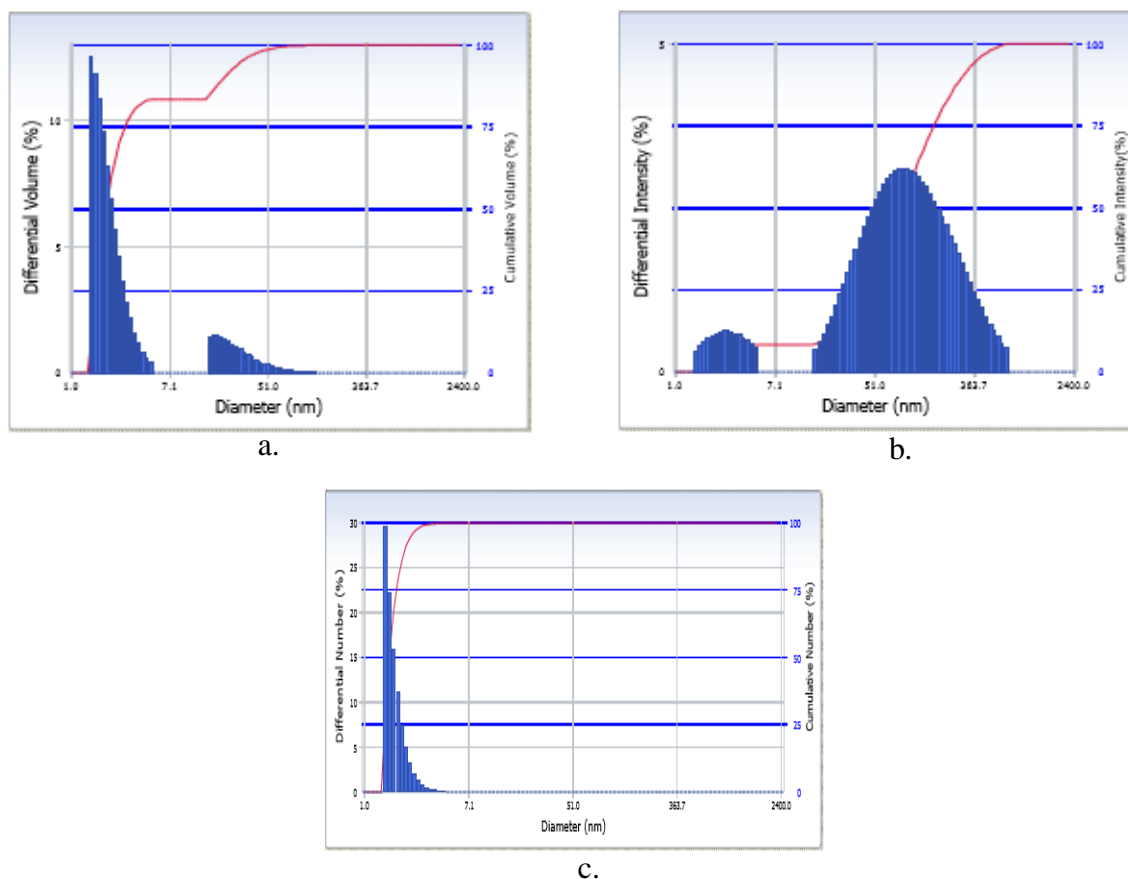 Differential Volume (%)
10
5
0
100
75
50
25
0
Cumulative Volume (%)
1.0 7.1 51.0 363.7 2400.0
Diameter (nm)
a.
Differential Intensity (%)
5
0
100
75
50
25
0
Cumulative Intensity(%)
1.0 7.1 51.0 363.7 2400.0
Diameter (nm)
b.
Differential Number (%)
30
25
20
15
10
5
0
100
75
50
25
0
Cumulative Number (%)
1.0 7.1 51.0 363.7 2400.0
Diameter (nm)
c.